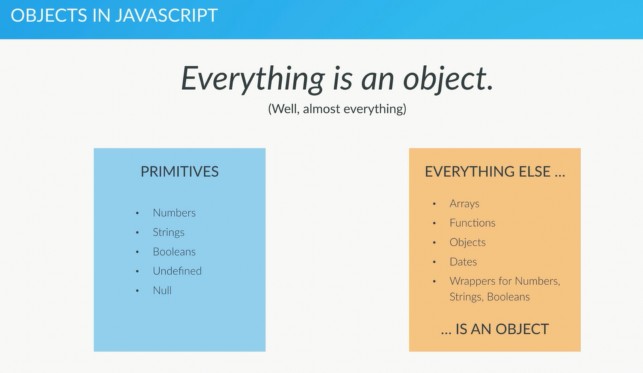 OBJECTS IN JAVASCRIPT
Everything is an object.
(Well, almost everything)
PRIMITIVES
• Numbers
• Strings
• Booleans
• Undefined
• Null
EVERYTHING ELSE ...
• Arrays
• Functions
• Objects
• Dates
• Wrappers for Numbers,
Strings, Booleans
... IS AN OBJECT